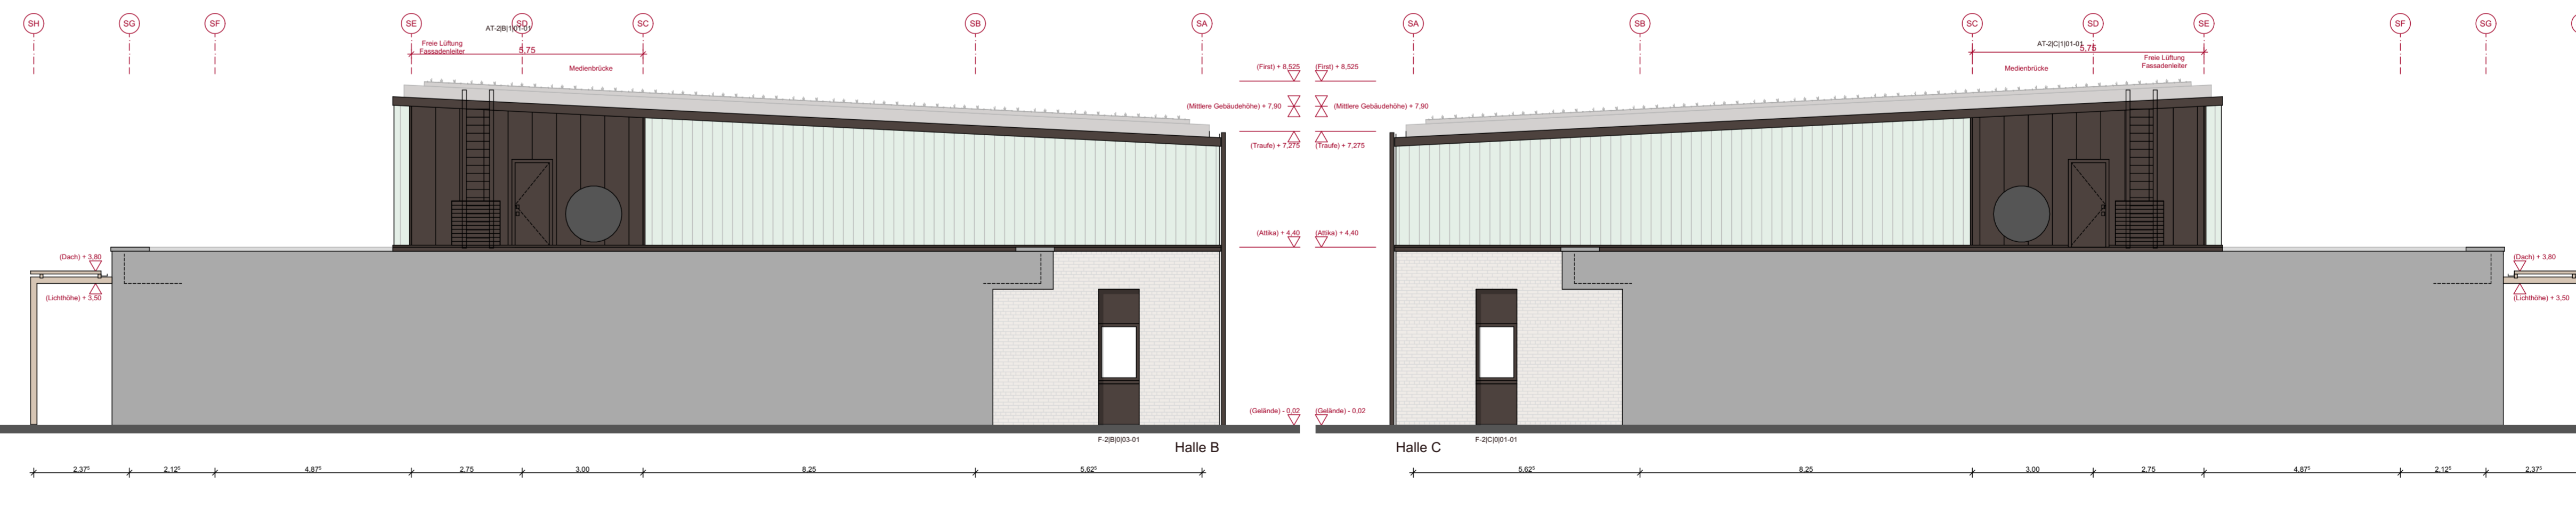 SH SG SF SE SD SC SB SA SA SB SC SD SE SF SG
AT-2|B|1|01-01
Freie Lüftung
Fassadenleiter
5,75
Medienbrücke
AT-2|C|1|01-01
5,75
Freie Lüftung
Fassadenleiter
Medienbrücke
(First) + 8,525 (First) + 8,525
(Mittlere Gebäudehöhe) + 7,90 (Mittlere Gebäudehöhe) + 7,90
(Traufe) + 7,275 (Traufe) + 7,275
(Attika) + 4,40 (Attika) + 4,40
(Dach) + 3,80 (Dach) + 3,80
(Lichthöhe) + 3,50 (Lichthöhe) + 3,50
(Gelände) - 0,02 (Gelände) - 0,02
F-2|B|0|03-01 F-2|C|0|01-01
Halle B Halle C
2,37⁵ 2,12⁵ 4,87⁵ 2,75 3,00 8,25 5,62⁵ 5,62⁵ 8,25 3,00 2,75 4,87⁵ 2,12⁵ 2,37⁵